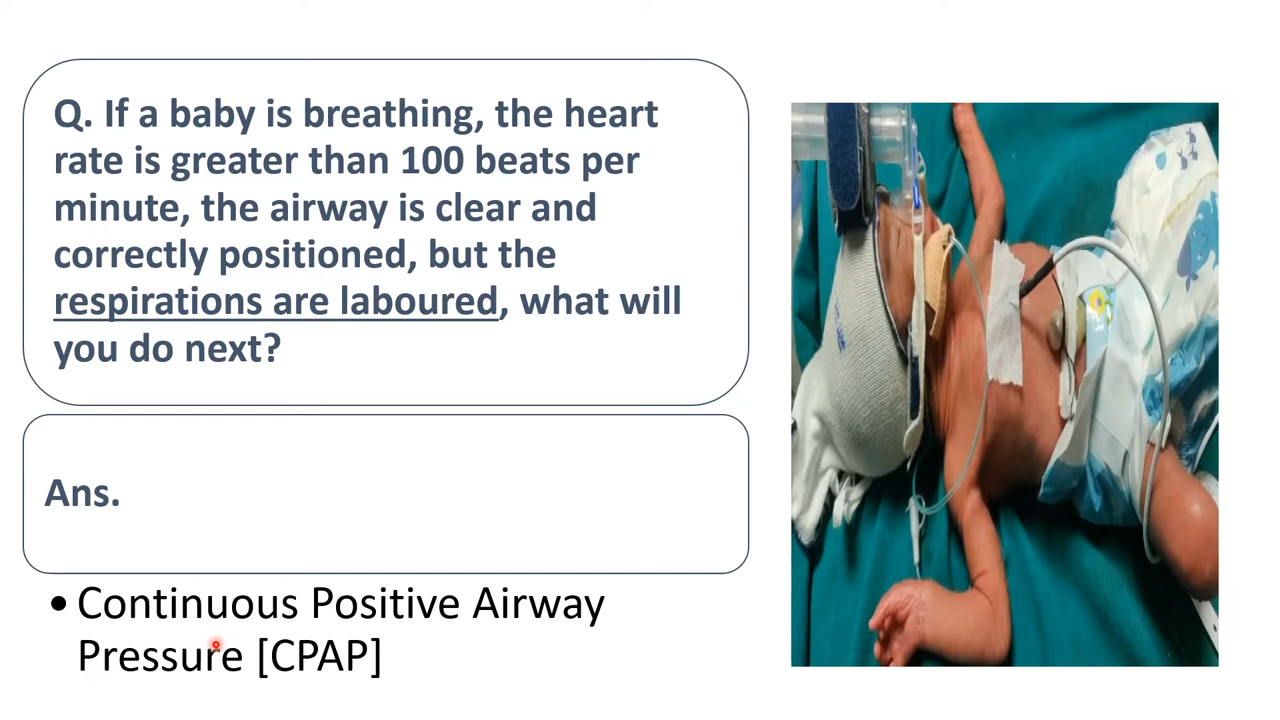 Q. If a baby is breathing, the heart
rate is greater than 100 beats per
minute, the airway is clear and
correctly positioned, but the
respirations are laboured, what will
you do next?
Ans.
• Continuous Positive Airway
Pressure [CPAP]